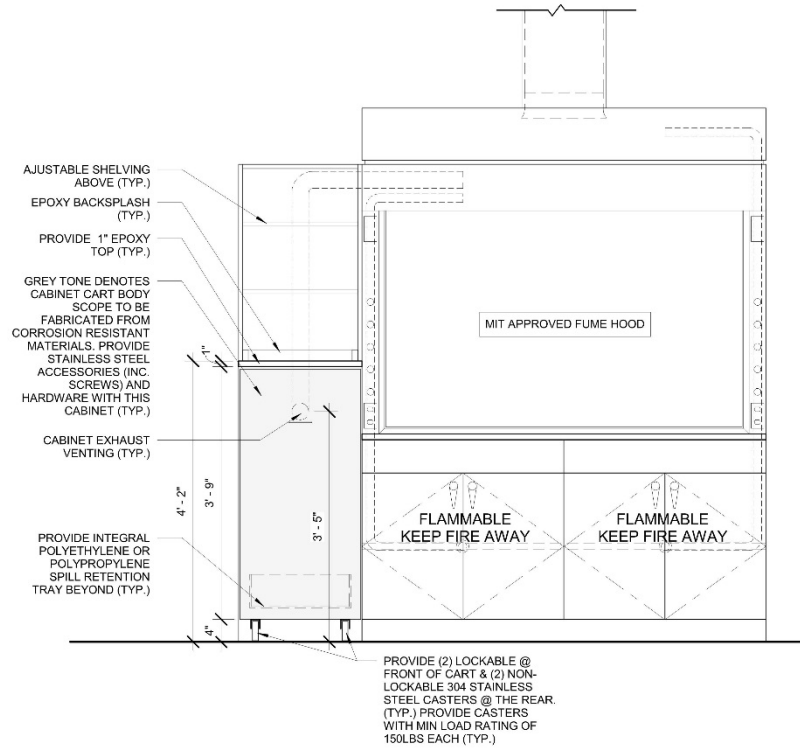 AJUSTABLE SHELVING
ABOVE (TYP.)
EPOXY BACKSPLASH
(TYP.)
PROVIDE 1" EPOXY
TOP (TYP.)
GREY TONE DENOTES
CABINET CART BODY
SCOPE TO BE
FABRICATED FROM
CORROSION RESISTANT
MATERIALS. PROVIDE
STAINLESS STEEL
ACCESSORIES (INC.
SCREWS) AND
HARDWARE WITH THIS
CABINET (TYP.)
CABINET EXHAUST
VENTING (TYP.)
PROVIDE INTEGRAL
POLYETHYLENE OR
POLYPROPYLENE
SPILL RETENTION
TRAY BEYOND (TYP.)
4' - 2"
1"
3' - 9"
4"
3' - 5"
MIT APPROVED FUME HOOD
FLAMMABLE
KEEP FIRE AWAY
FLAMMABLE
KEEP FIRE AWAY
PROVIDE (2) LOCKABLE @
FRONT OF CART & (2) NON-
LOCKABLE 304 STAINLESS
STEEL CASTERS @ THE REAR.
(TYP.) PROVIDE CASTERS
WITH MIN LOAD RATING OF
150LBS EACH (TYP.)